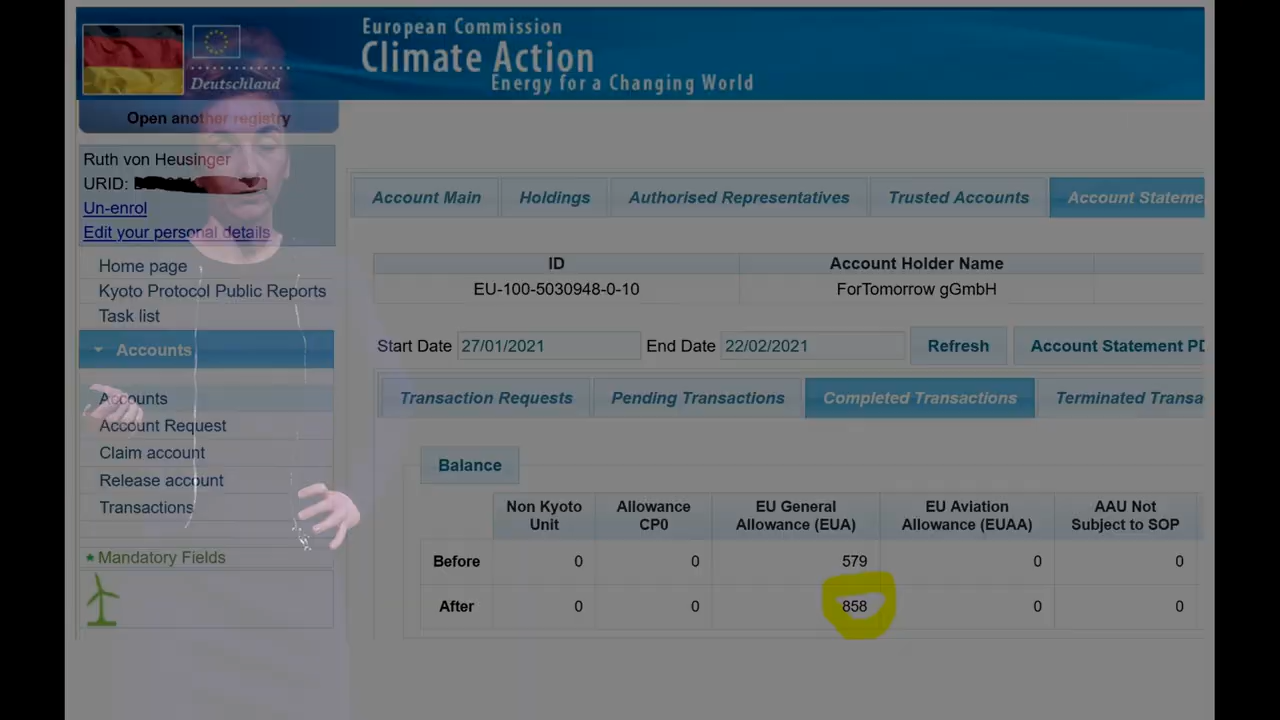 European Commission
Climate Action
Energy for a Changing World
Deutschland
Open another registry
Ruth von Heusinger
URID:
Un-enrol
Edit your personal details
Home page
Kyoto Protocol Public Reports
Task list
Accounts
Accounts
Account Request
Claim account
Release account
Transactions
* Mandatory Fields
Account Main Holdings Authorised Representatives Trusted Accounts Account Stateme
ID Account Holder Name
EU-100-5030948-0-10 ForTomorrow gGmbH
Start Date 27/01/2021 End Date 22/02/2021 Refresh Account Statement PD
Transaction Requests Pending Transactions Completed Transactions Terminated Transa
Balance
Non Kyoto Unit Allowance CP0 EU General Allowance (EUA) EU Aviation Allowance (EUAA) AAU Not Subject to SOP
Before 0 0 579 0 0
After 0 0 858 0 0